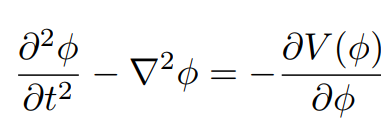 ∂²ϕ/∂t² − ∇²ϕ = − ∂V(ϕ)/∂ϕ